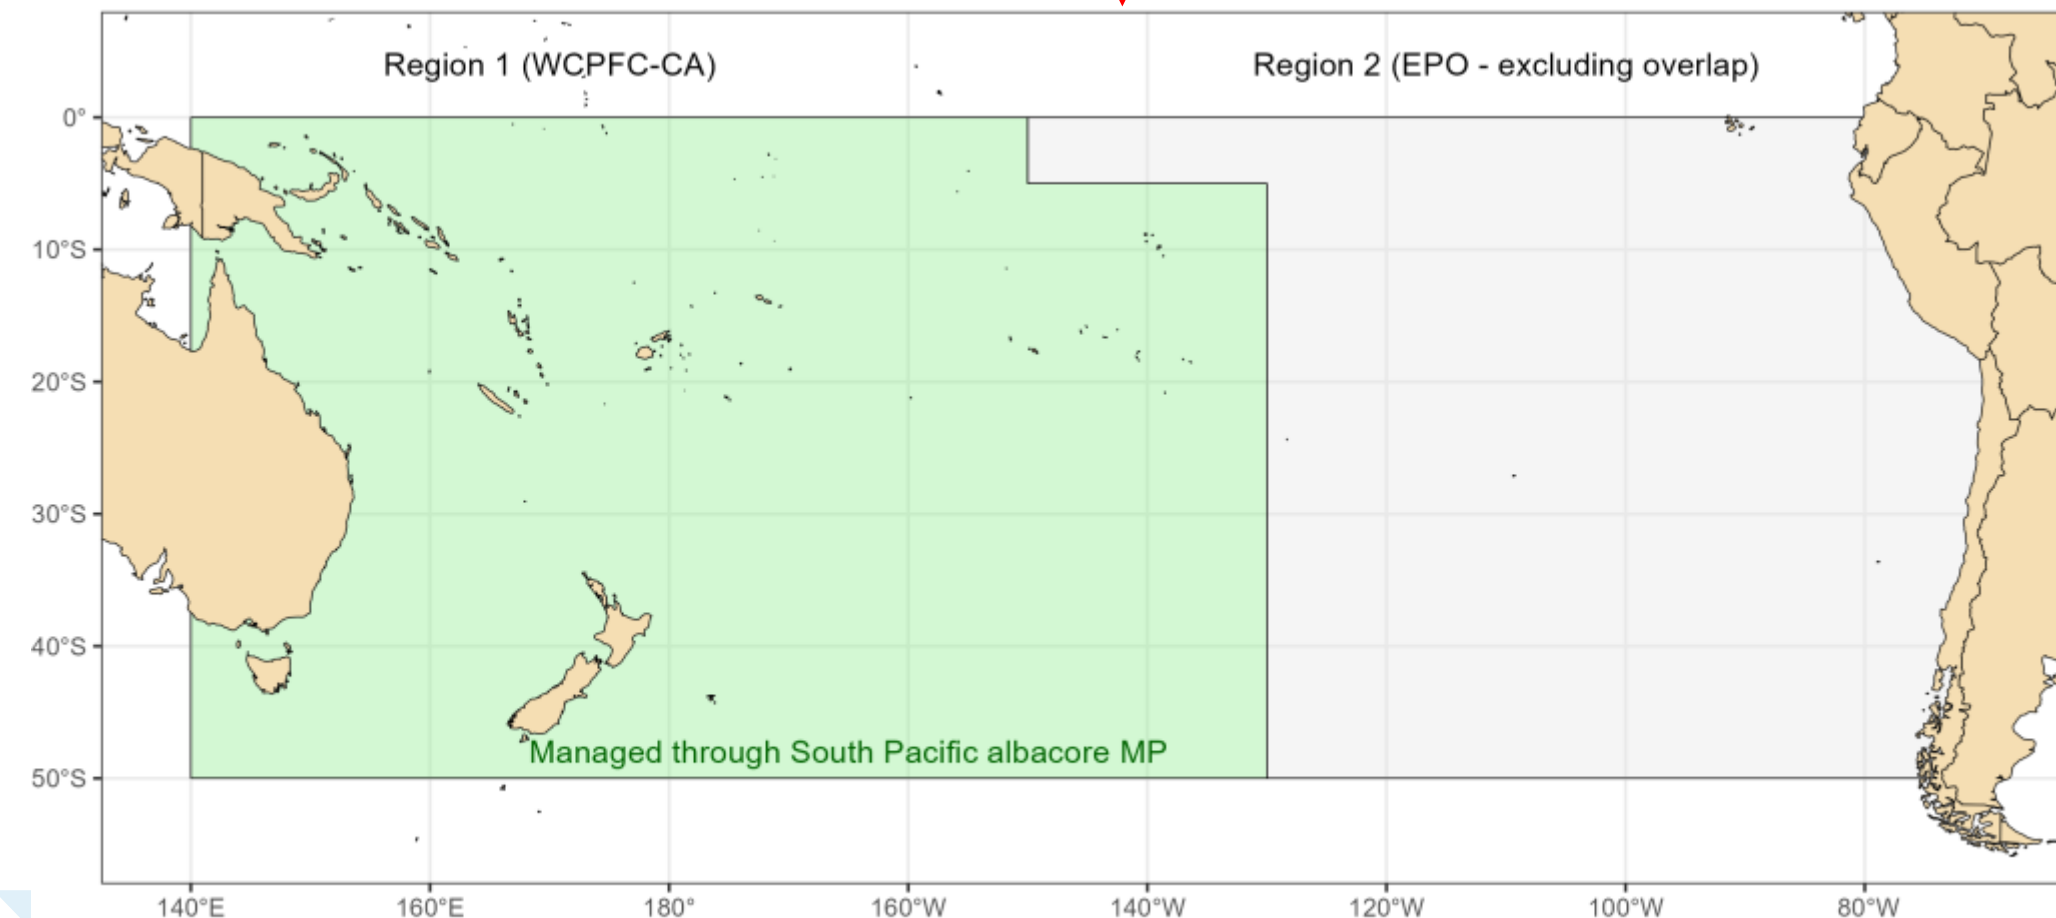 Region 1 (WCPFC-CA)
Region 2 (EPO - excluding overlap)
0°
10°S
20°S
30°S
40°S
50°S
Managed through South Pacific albacore MP
140°E
160°E
180°
160°W
140°W
120°W
100°W
80°W